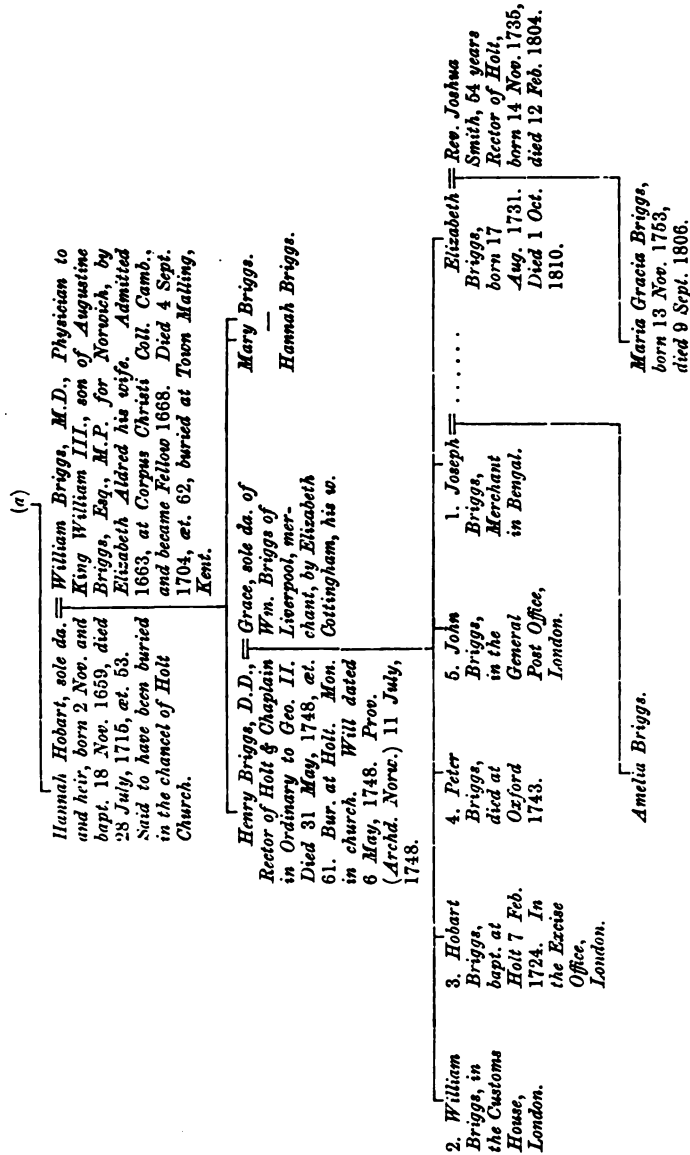 (a)
Hannah Hobart, sole da.
and heir, born 2 Nov. and
bapt. 18 Nov. 1659, died
28 July, 1715, æt. 53.
Said to have been buried
in the chancel of Holt
Church.
William Briggs, M.D., Physician to
King William III., son of Augustine
Briggs, Esq., M.P. for Norwich, by
Elizabeth Aldred his wife. Admitted
1663, at Corpus Christi Coll. Camb.,
and became Fellow 1668. Died 4 Sept.
1704, æt. 62, buried at Town Malling,
Kent.
Henry Briggs, D.D.,
Rector of Holt & Chaplain
in Ordinary to Geo. II.
Died 31 May, 1748, æt.
61. Bur. at Holt. Mon.
in church. Will dated
6 May, 1748. Prov.
(Archd. Norw.) 11 July,
1748.
Grace, sole da. of
Wm. Briggs of
Liverpool, mer-
chant, by Elizabeth
Cottingham, his w.
Mary Briggs.
—
Hannah Briggs.
2. William
Briggs, in
the Customs
House,
London.
3. Hobart
Briggs,
bapt. at
Holt 7 Feb.
1724. In
the Excise
Office,
London.
4. Peter
Briggs,
died at
Oxford
1743.
5. John
Briggs,
in the
General
Post Office,
London.
1. Joseph
Briggs,
Merchant
in Bengal.
. . . . . .
Elizabeth
Briggs,
born 17
Aug. 1731.
Died 1 Oct.
1810.
Rev. Joshua
Smith, 54 years
Rector of Holt,
born 14 Nov. 1735,
died 12 Feb. 1804.
Amelia Briggs.
Maria Gracia Briggs,
born 13 Nov. 1753,
died 9 Sept. 1806.